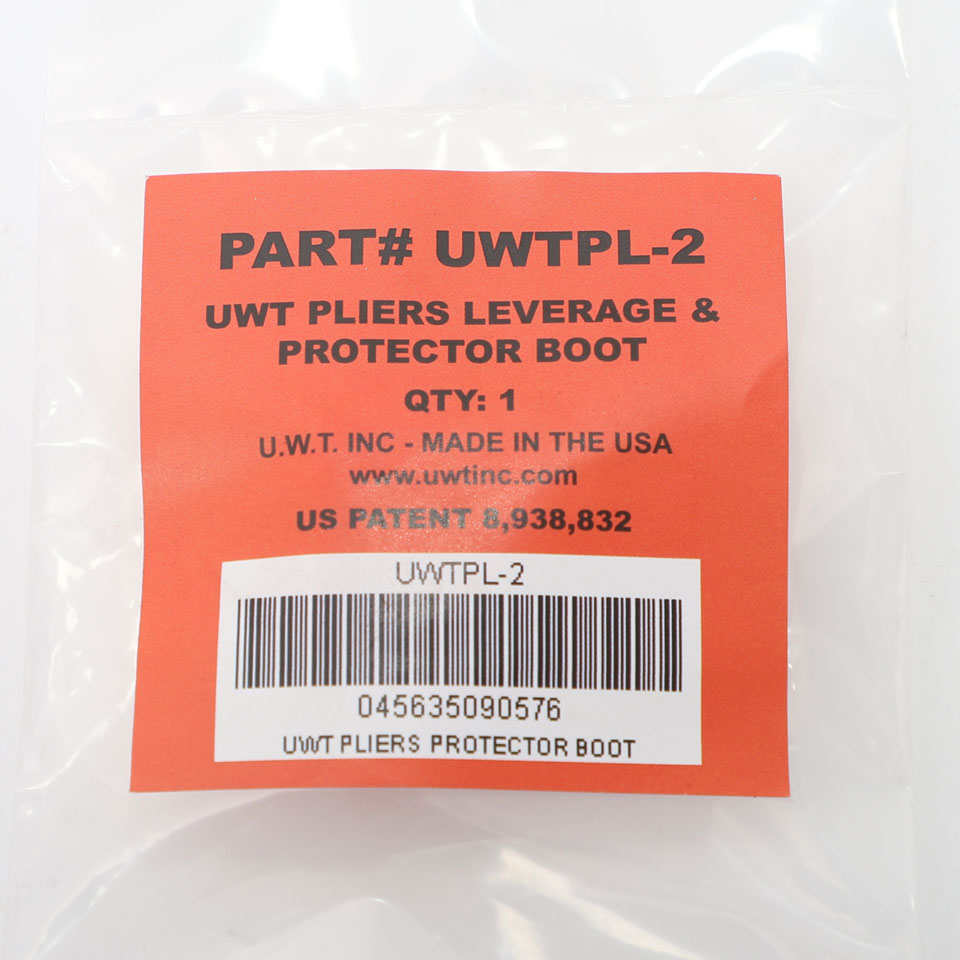 PART# UWTPL-2
UWT PLIERS LEVERAGE &
PROTECTOR BOOT
QTY: 1
U.W.T. INC - MADE IN THE USA
www.uwtinc.com
US PATENT 8,938,832
UWTPL-2
045635090576
UWT PLIERS PROTECTOR BOOT